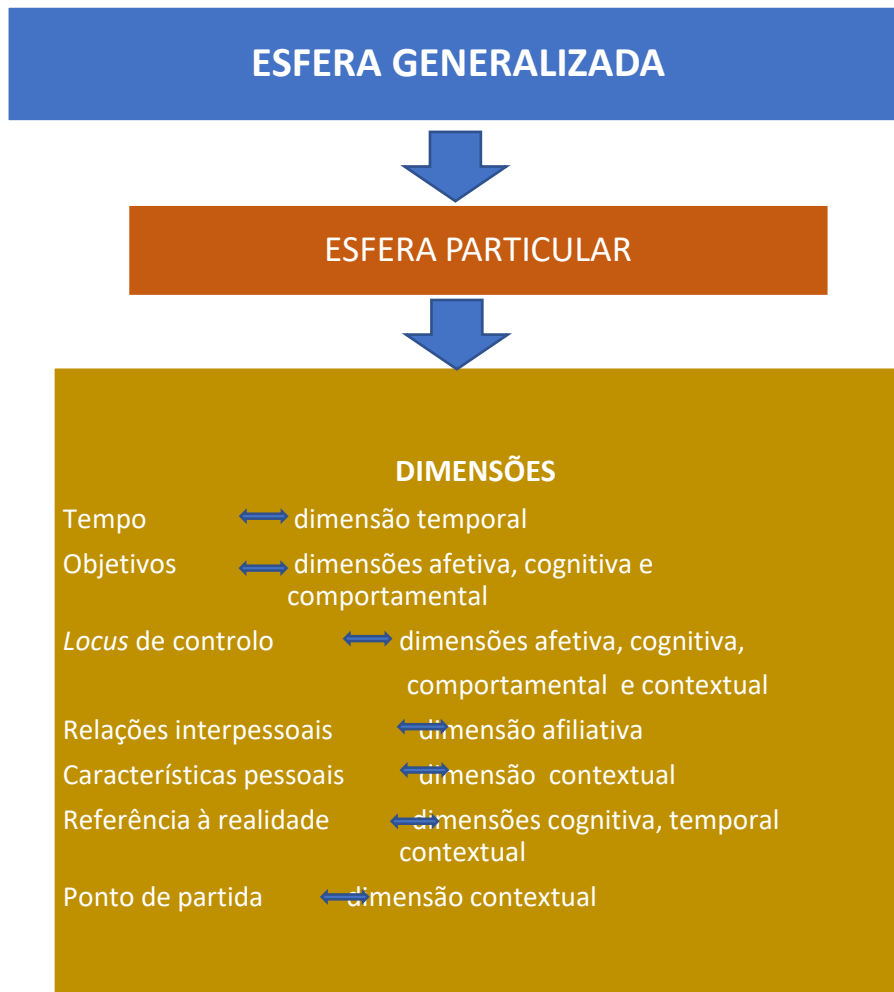 ESFERA GENERALIZADA
ESFERA PARTICULAR
DIMENSÕES
Tempo dimensão temporal
Objetivos dimensões afetiva, cognitiva e
comportamental
Locus de controlo dimensões afetiva, cognitiva,
comportamental e contextual
Relações interpessoais dimensão afiliativa
Características pessoais dimensão contextual
Referência à realidade dimensões cognitiva, temporal
contextual
Ponto de partida dimensão contextual